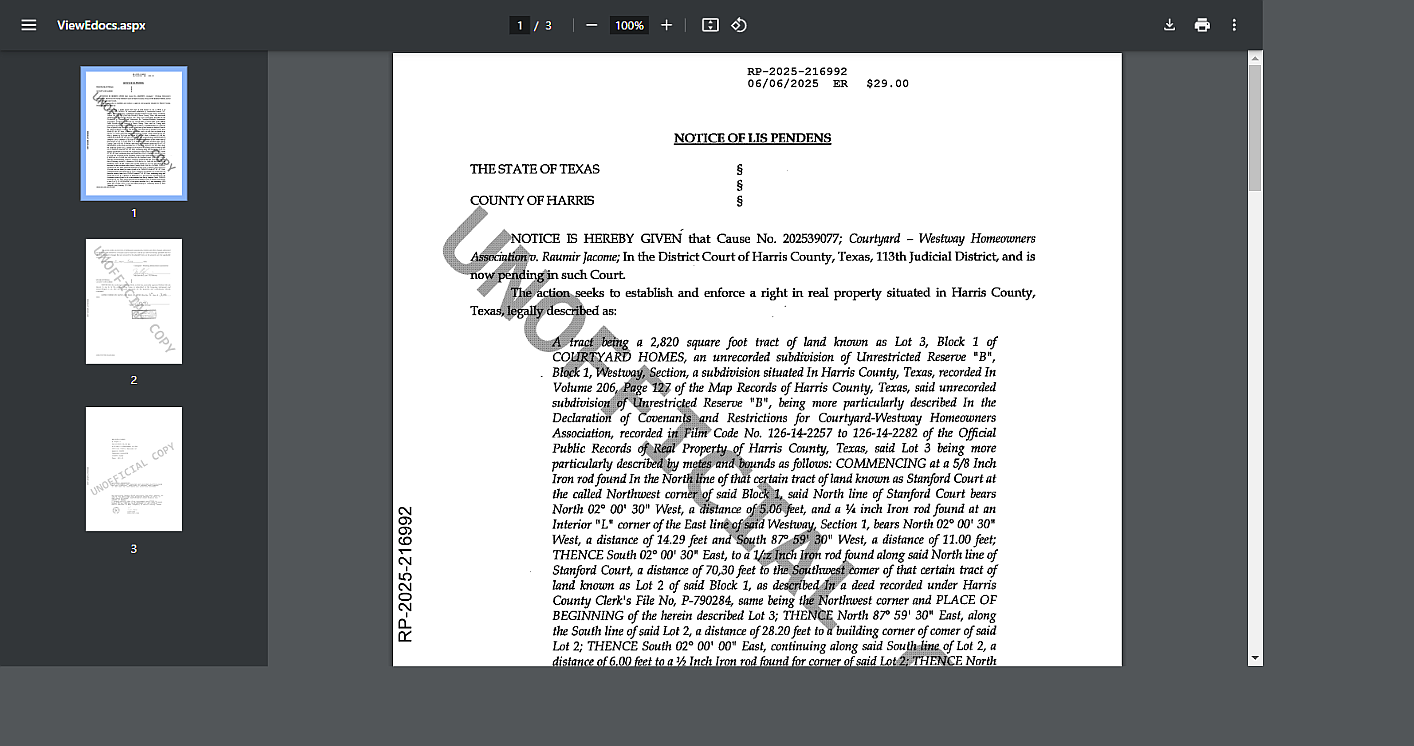 ViewEdocs.aspx
1 / 3
100%
1
2
3
RP-2025-216992
06/06/2025 ER $29.00
NOTICE OF LIS PENDENS
THE STATE OF TEXAS §
§
COUNTY OF HARRIS §
NOTICE IS HEREBY GIVEN that Cause No. 202539077; Courtyard – Westway Homeowners
Association v. Raumir Jacome; In the District Court of Harris County, Texas, 113th Judicial District, and is
now pending in such Court.
The action seeks to establish and enforce a right in real property situated in Harris County,
Texas, legally described as:
A tract being a 2,820 square foot tract of land known as Lot 3, Block 1 of
COURTYARD HOMES, an unrecorded subdivision of Unrestricted Reserve "B",
Block 1, Westway, Section, a subdivision situated In Harris County, Texas, recorded In
Volume 206, Page 127 of the Map Records of Harris County, Texas, said unrecorded
subdivision of Unrestricted Reserve "B", being more particularly described In the
Declaration of Covenants and Restrictions for Courtyard-Westway Homeowners
Association, recorded in Film Code No. 126-14-2257 to 126-14-2282 of the Official
Public Records of Real Property of Harris County, Texas, said Lot 3 being more
particularly described by metes and bounds as follows: COMMENCING at a 5/8 Inch
Iron rod found In the North line of that certain tract of land known as Stanford Court at
the called Northwest corner of said Block 1, said North line of Stanford Court bears
North 02° 00' 30" West, a distance of 5.06 feet, and a ¼ inch Iron rod found at an
Interior "L" corner of the East line of said Westway, Section 1, bears North 02° 00' 30"
West, a distance of 14.29 feet and South 87° 59' 30" West, a distance of 11.00 feet;
THENCE South 02° 00' 30" East, to a 1/:z Inch Iron rod found along said North line of
Stanford Court, a distance of 70,30 feet to the Southwest comer of that certain tract of
land known as Lot 2 of said Block 1, as described In a deed recorded under Harris
County Clerk's File No, P-790284, same being the Northwest corner and PLACE OF
BEGINNING of the herein described Lot 3; THENCE North 87° 59' 30" East, along
the South line of said Lot 2, a distance of 28.20 feet to a building corner of comer of said
Lot 2; THENCE South 02° 00' 00" East, continuing along said South line of Lot 2, a
distance of 6.00 feet to a ½ Inch Iron rod found for corner of said Lot 2; THENCE North
RP-2025-216992
UNOFFICIAL
UNOFFICIAL COPY
UNOFFICIAL COPY
UNOFFICIAL COPY